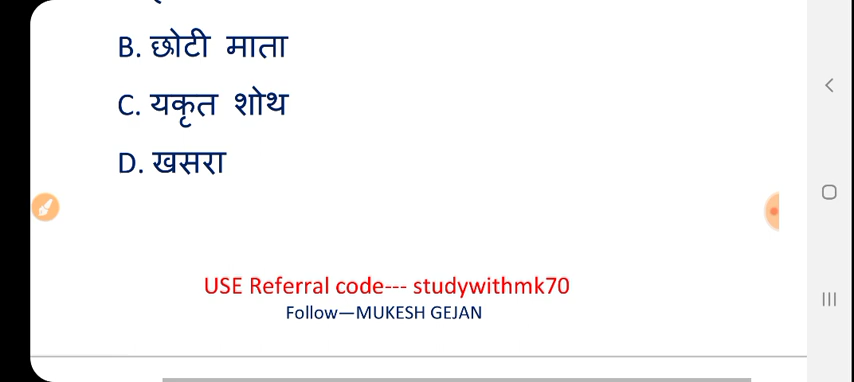 B. छोटी माता
C. यकृत शोथ
D. खसरा
USE Referral code--- studywithmk70
Follow—MUKESH GEJAN